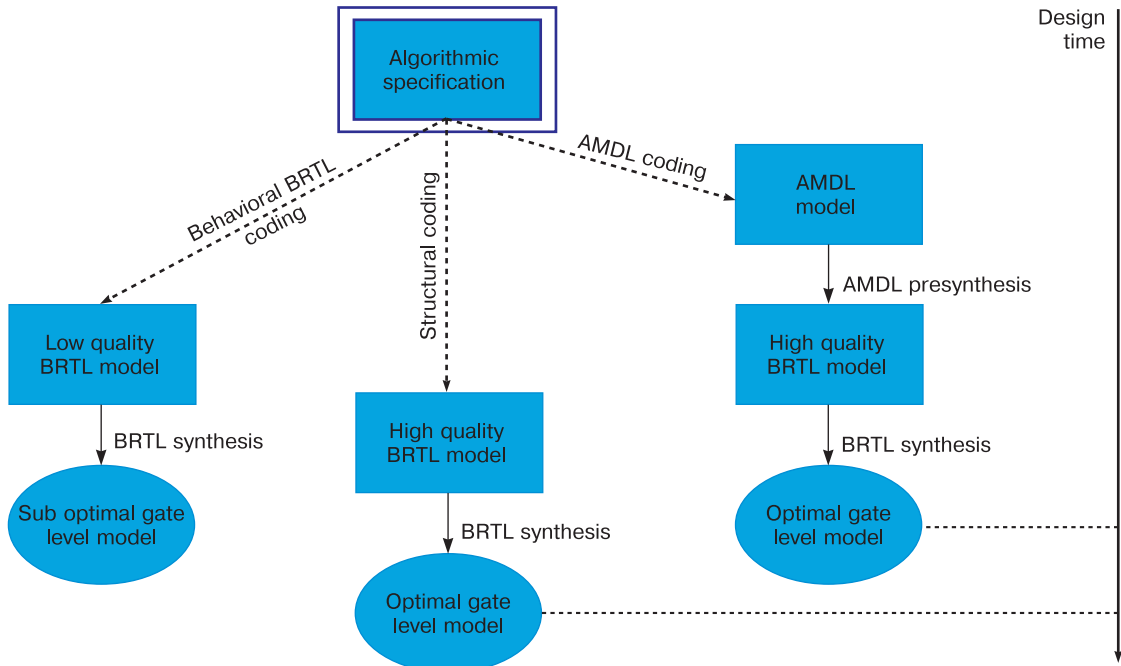 Algorithmic
specification
Design
time
Behavioral BRTL
coding
Structural coding
AMDL coding
AMDL
model
AMDL presynthesis
Low quality
BRTL model
High quality
BRTL model
High quality
BRTL model
BRTL synthesis
BRTL synthesis
BRTL synthesis
Sub optimal gate
level model
Optimal gate
level model
Optimal gate
level model